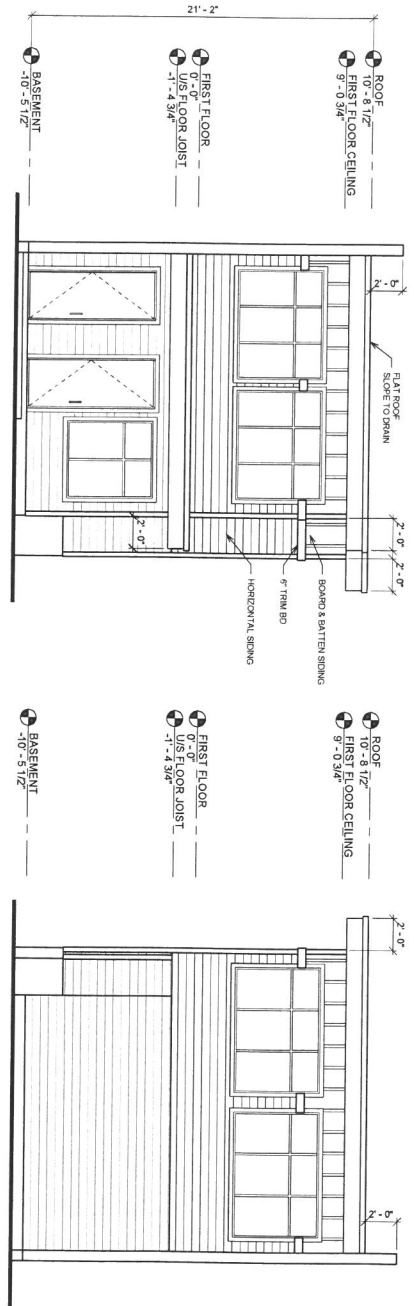 21' - 2"
ROOF
10' - 8 1/2"
FIRST FLOOR CEILING
9' - 0 3/4"
FIRST FLOOR
0' - 0"
U/S FLOOR JOIST
-1' - 4 3/4"
BASEMENT
-10' - 5 1/2"
2' - 0"
FLAT ROOF
SLOPE TO DRAIN
2' - 0"
2' - 0"
2' - 0"
BOARD & BATTEN SIDING
6" TRIM BD
HORIZONTAL SIDING
ROOF
10' - 8 1/2"
FIRST FLOOR CEILING
9' - 0 3/4"
FIRST FLOOR
0' - 0"
U/S FLOOR JOIST
-1' - 4 3/4"
BASEMENT
-10' - 5 1/2"
2' - 0"
2' - 0"